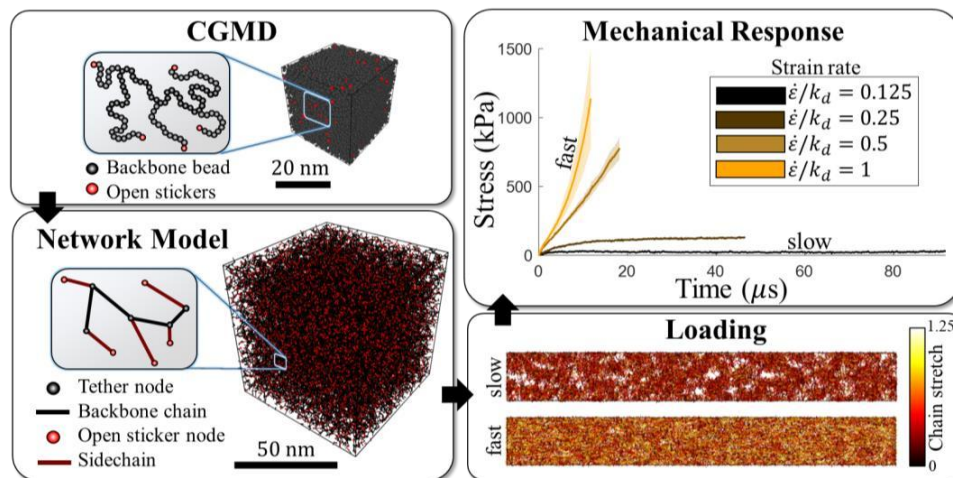 CGMD
Backbone bead
Open stickers
20 nm
Network Model
Tether node
Backbone chain
Open sticker node
Sidechain
50 nm
Mechanical Response
1500
1000
500
0
Stress (kPa)
fast
slow
Strain rate
ε̇/k_d = 0.125
ε̇/k_d = 0.25
ε̇/k_d = 0.5
ε̇/k_d = 1
0 20 40 60 80
Time (μs)
Loading
slow
fast
1.25
Chain stretch
0